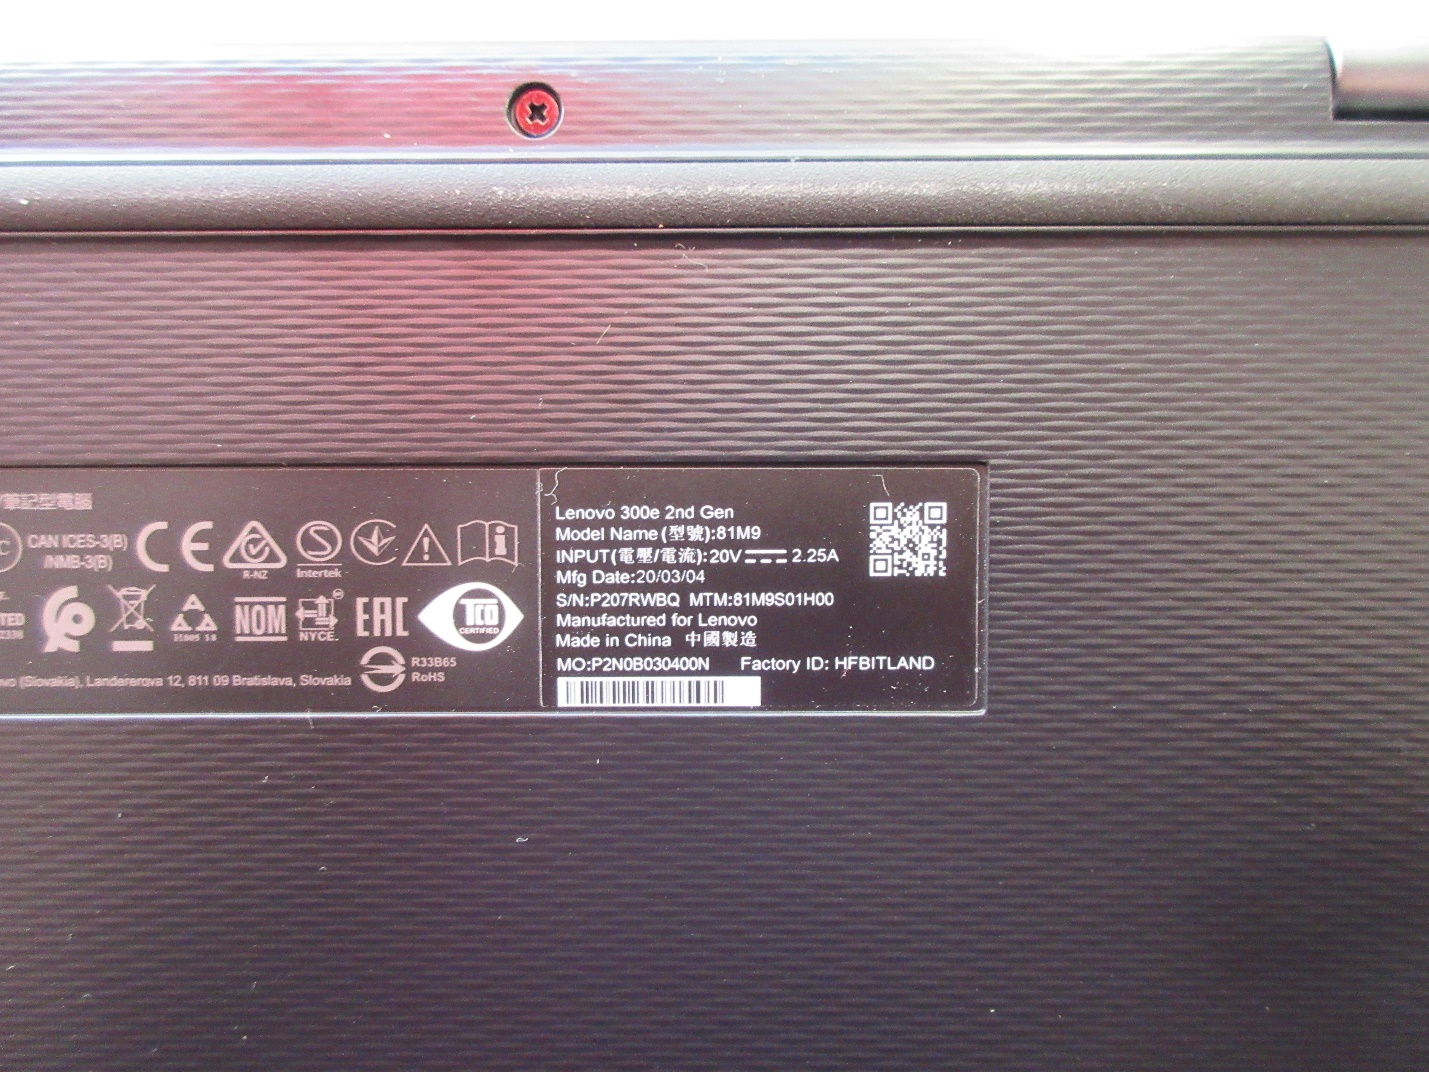 筆記型電腦
CAN ICES-3(B)
/NMB-3(B)
R-NZ
Intertek
NOM
NYCE
EAC
TCO
CERTIFIED
R33B65
RoHS
(Slovakia), Landererova 12, 811 09 Bratislava, Slovakia
Lenovo 300e 2nd Gen
Model Name(型號):81M9
INPUT(電壓/電流):20V 2.25A
Mfg Date:20/03/04
S/N:P207RWBQ MTM:81M9S01H00
Manufactured for Lenovo
Made in China 中國製造
MO:P2N0B030400N Factory ID: HFBITLAND